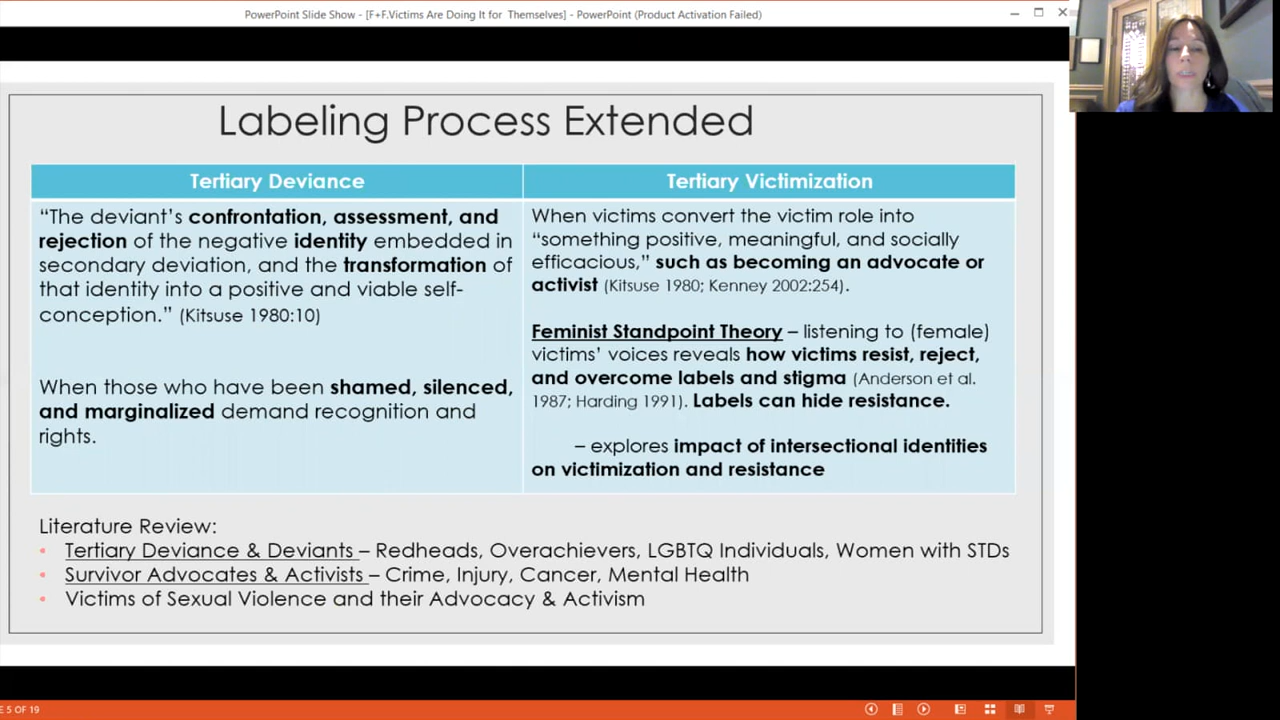 PowerPoint Slide Show - [F+F.Victims Are Doing It for Themselves] - PowerPoint (Product Activation Failed)
Labeling Process Extended
Tertiary Deviance
“The deviant’s confrontation, assessment, and
rejection of the negative identity embedded in
secondary deviation, and the transformation of
that identity into a positive and viable self-
conception.” (Kitsuse 1980:10)
When those who have been shamed, silenced,
and marginalized demand recognition and
rights.
Tertiary Victimization
When victims convert the victim role into
“something positive, meaningful, and socially
efficacious,” such as becoming an advocate or
activist (Kitsuse 1980; Kenney 2002:254).
Feminist Standpoint Theory – listening to (female)
victims’ voices reveals how victims resist, reject,
and overcome labels and stigma (Anderson et al.
1987; Harding 1991). Labels can hide resistance.
– explores impact of intersectional identities
on victimization and resistance
Literature Review:
• Tertiary Deviance & Deviants – Redheads, Overachievers, LGBTQ Individuals, Women with STDs
• Survivor Advocates & Activists – Crime, Injury, Cancer, Mental Health
• Victims of Sexual Violence and their Advocacy & Activism
E 5 OF 19